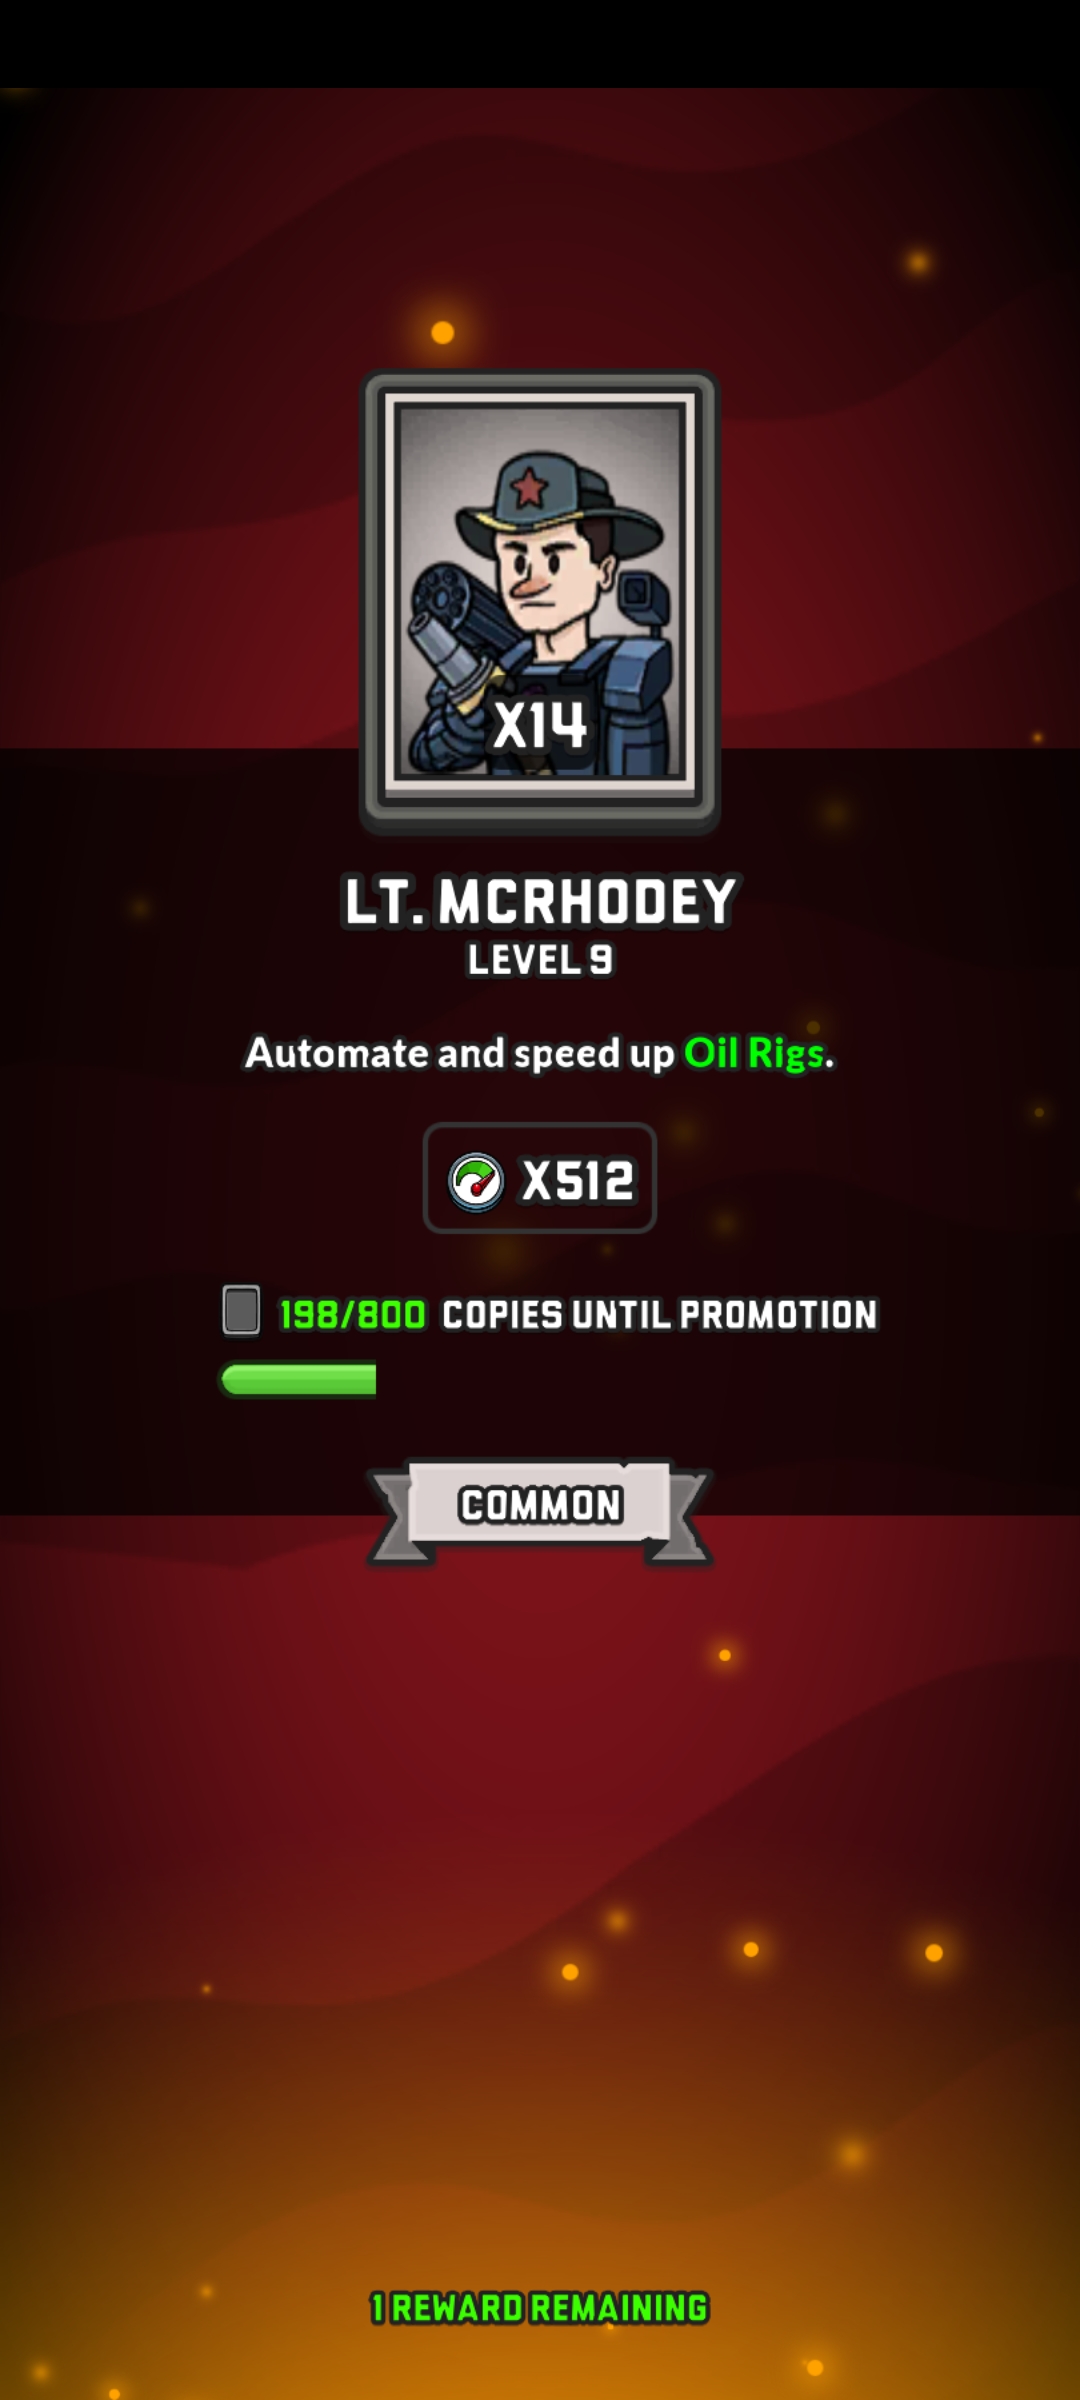 X14
LT. MCRHODEY
LEVEL 9
Automate and speed up Oil Rigs.
X512
198/800 COPIES UNTIL PROMOTION
COMMON
1 REWARD REMAINING